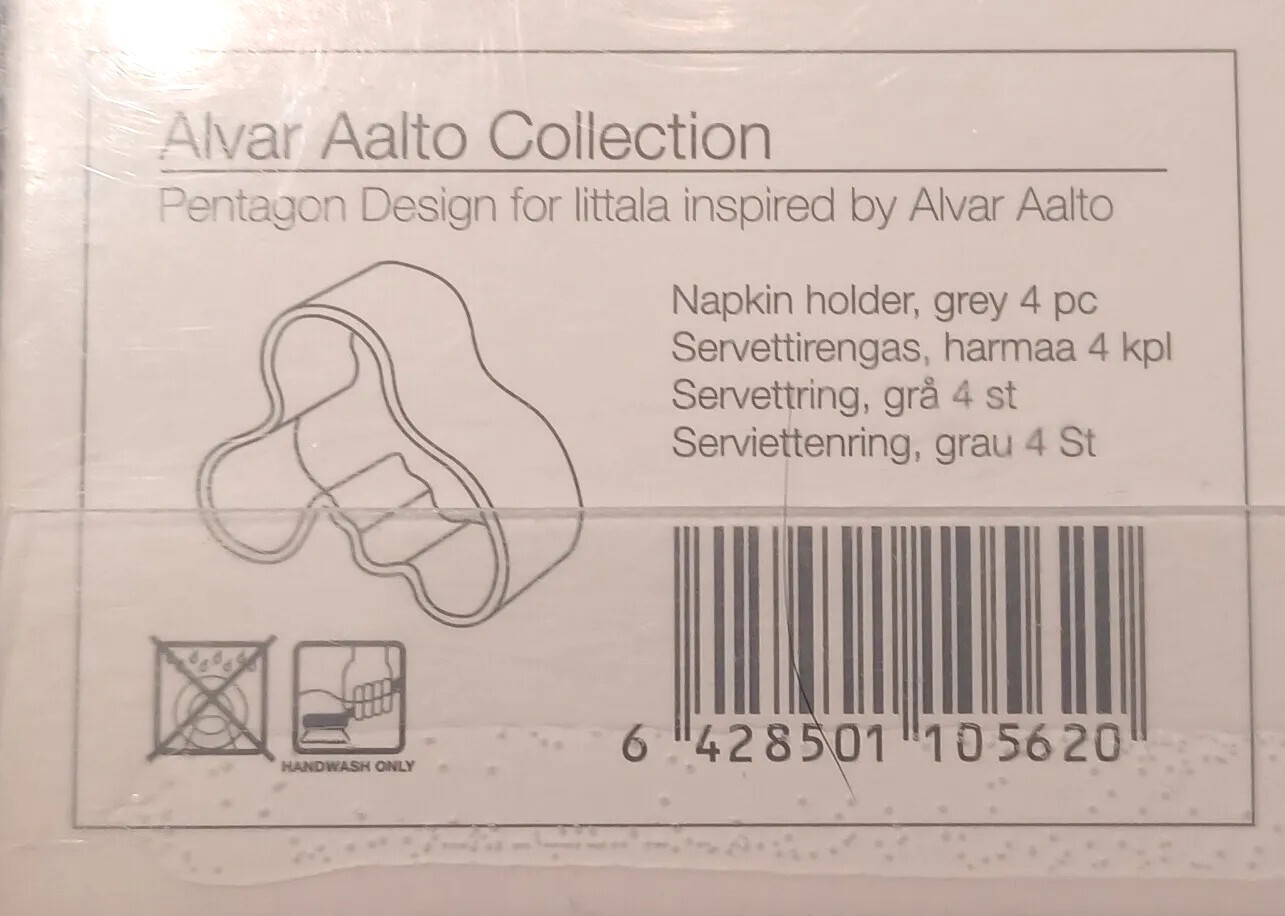 Alvar Aalto Collection
Pentagon Design for Iittala inspired by Alvar Aalto
Napkin holder, grey 4 pc
Servettirengas, harmaa 4 kpl
Servettring, grå 4 st
Serviettenring, grau 4 St
HANDWASH ONLY
6 428501 105620